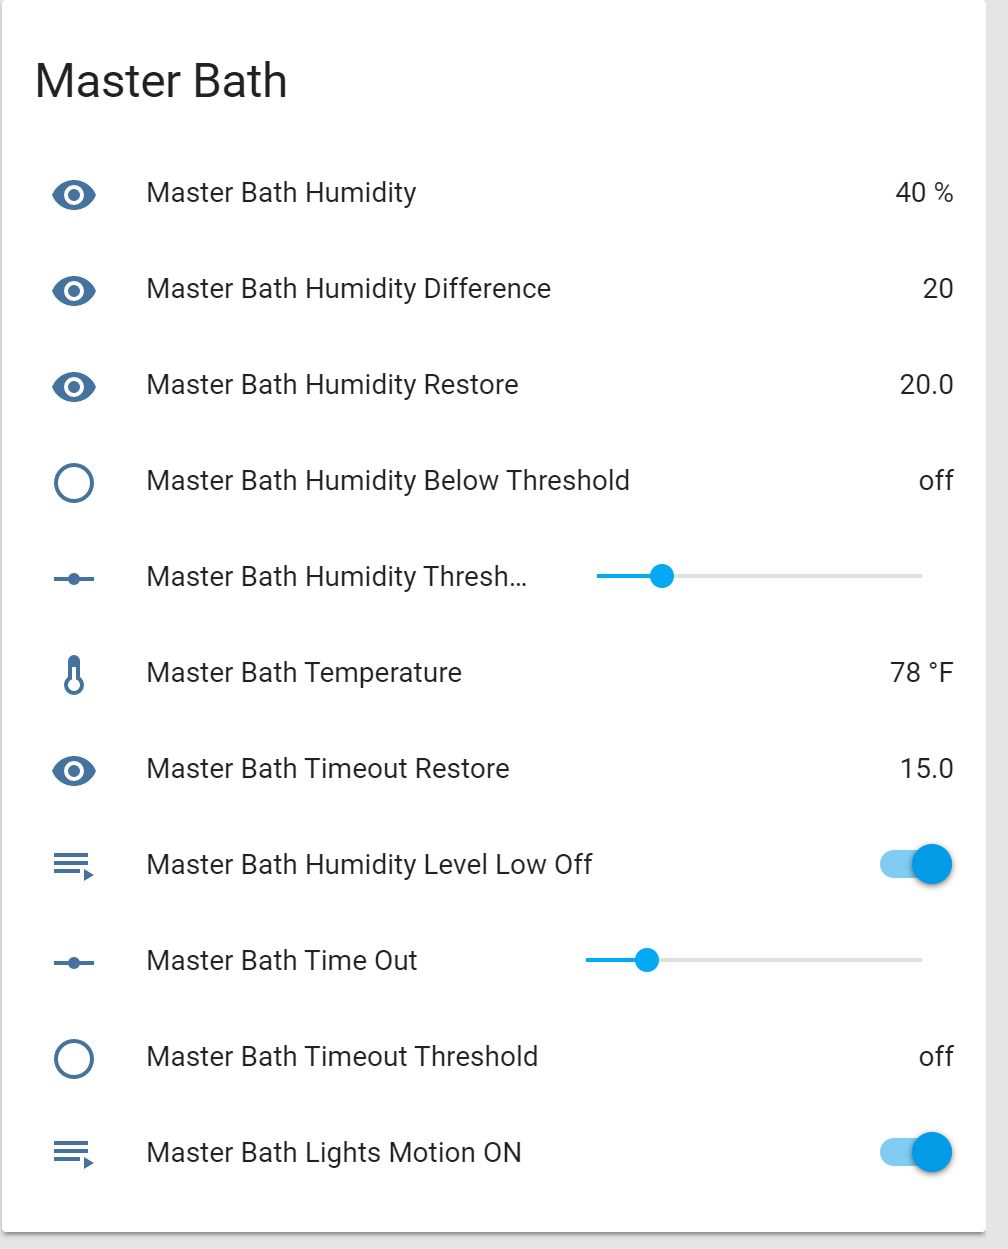 Master Bath
Master Bath Humidity 40 %
Master Bath Humidity Difference 20
Master Bath Humidity Restore 20.0
Master Bath Humidity Below Threshold off
Master Bath Humidity Thresh...
Master Bath Temperature 78 °F
Master Bath Timeout Restore 15.0
Master Bath Humidity Level Low Off
Master Bath Time Out
Master Bath Timeout Threshold off
Master Bath Lights Motion ON